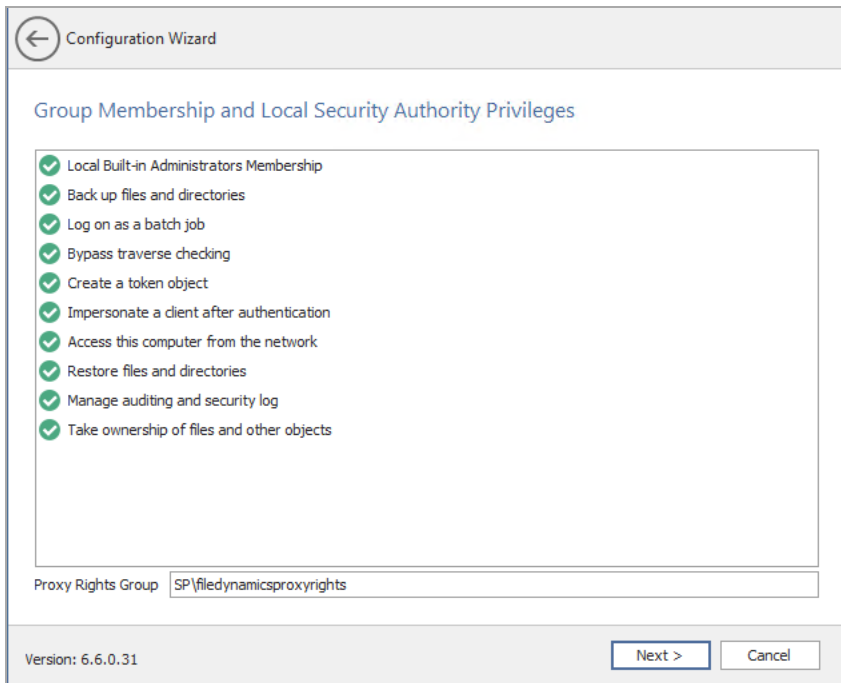 Configuration Wizard
Group Membership and Local Security Authority Privileges
Local Built-in Administrators Membership
Back up files and directories
Log on as a batch job
Bypass traverse checking
Create a token object
Impersonate a client after authentication
Access this computer from the network
Restore files and directories
Manage auditing and security log
Take ownership of files and other objects
Proxy Rights Group SP\filedynamicsproxyrights
Version: 6.6.0.31 Next > Cancel